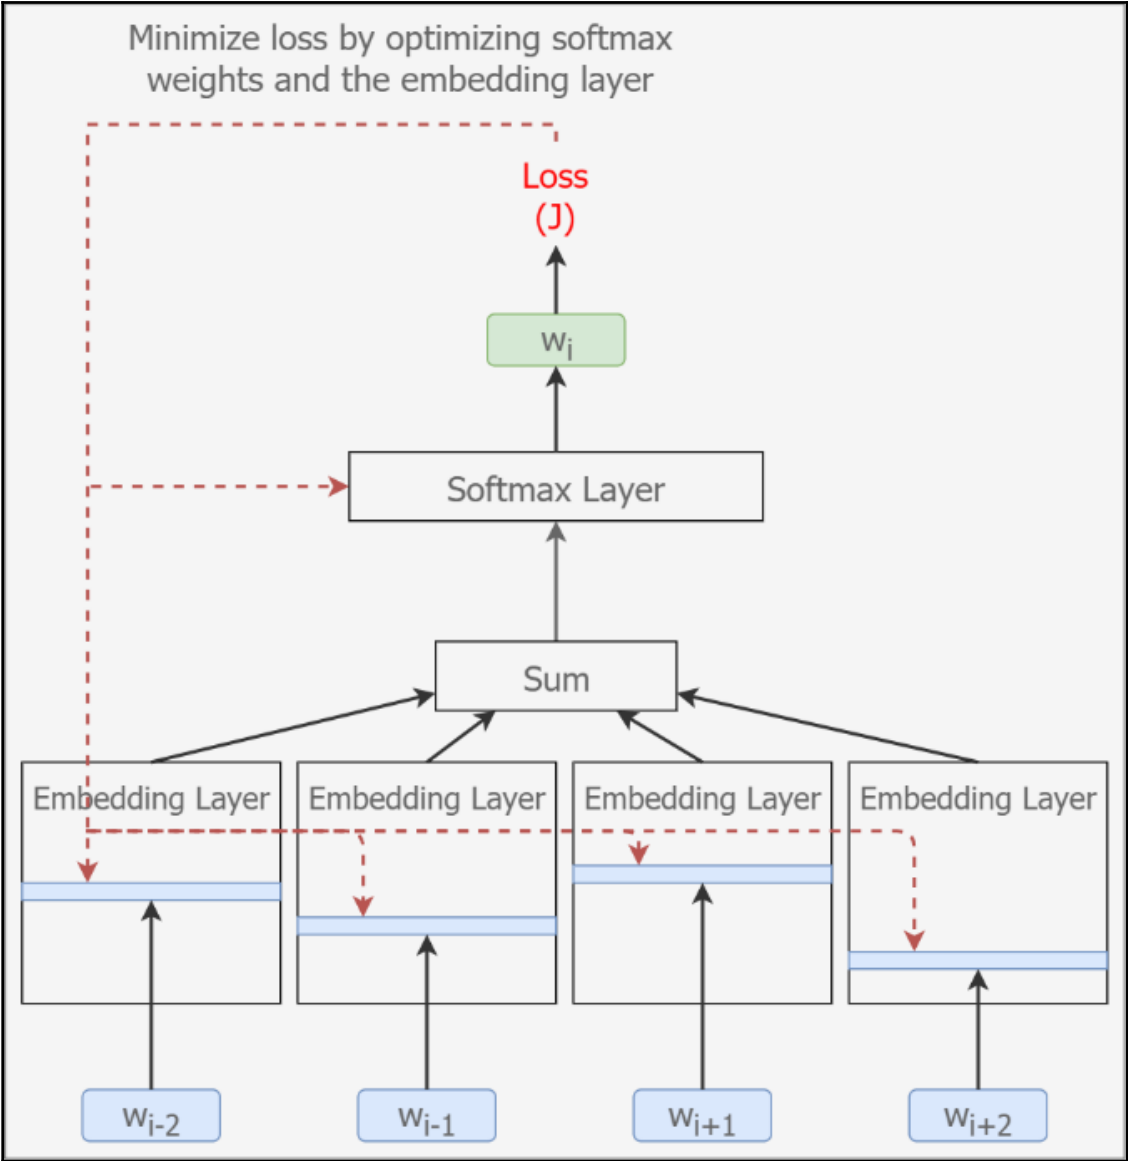 Minimize loss by optimizing softmax
weights and the embedding layer
Loss
(J)
wᵢ
Softmax Layer
Sum
Embedding Layer Embedding Layer Embedding Layer Embedding Layer
wᵢ₋₂ wᵢ₋₁ wᵢ₊₁ wᵢ₊₂